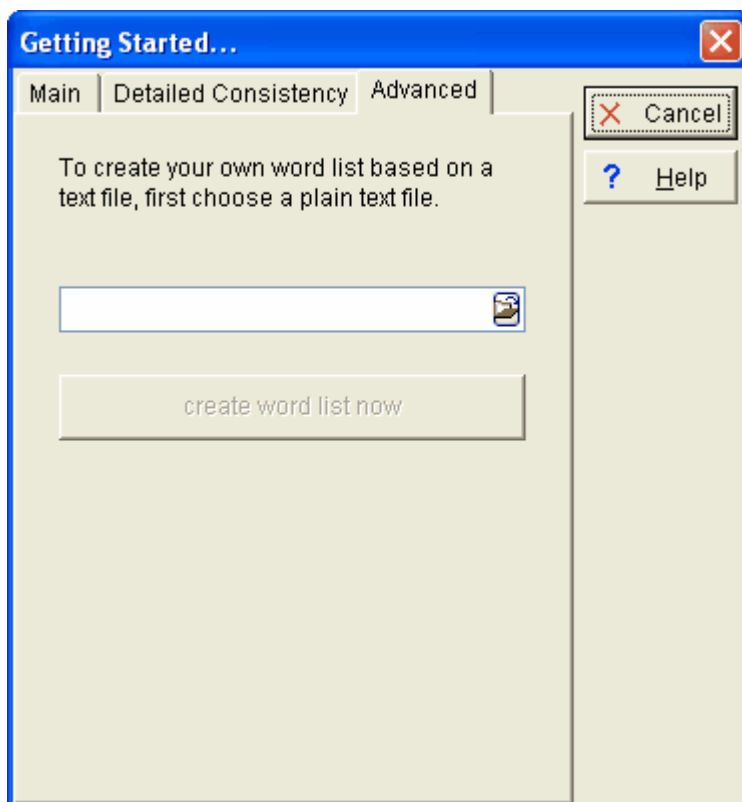 Getting Started...
Main
Detailed Consistency
Advanced
Cancel
Help
To create your own word list based on a
text file, first choose a plain text file.
create word list now